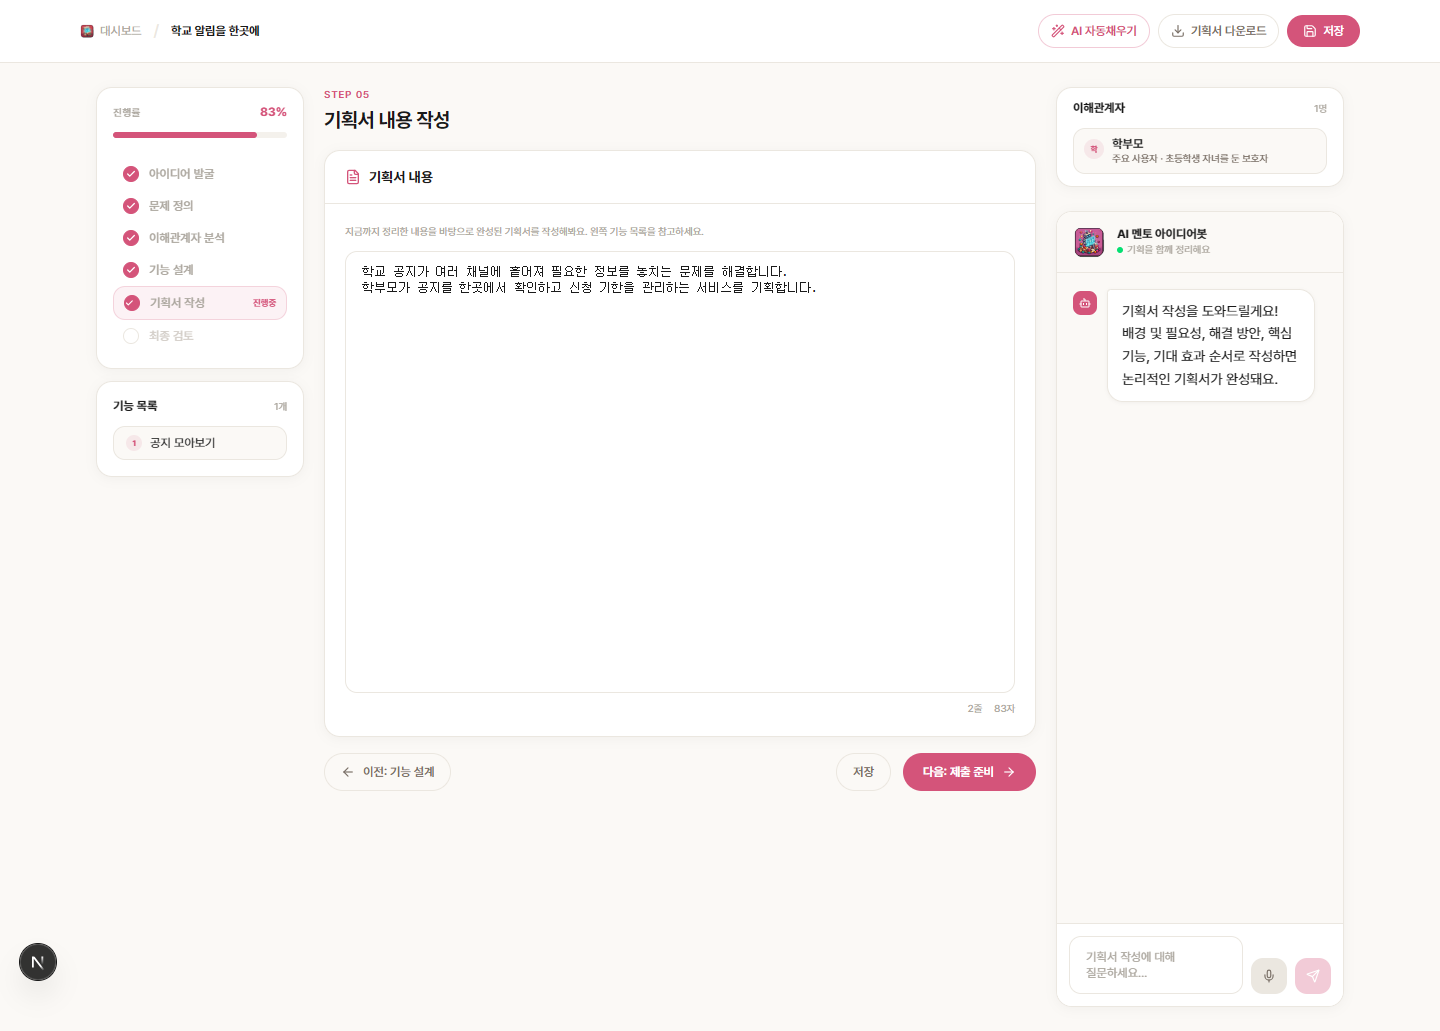 대시보드 / 학교 알림을 한곳에
AI 자동채우기
기획서 다운로드
저장
진행률 83%
아이디어 발굴
문제 정의
이해관계자 분석
기능 설계
기획서 작성 진행중
최종 검토
기능 목록 1개
1 공지 모아보기
STEP 05
기획서 내용 작성
기획서 내용
지금까지 정리한 내용을 바탕으로 완성된 기획서를 작성해봐요. 왼쪽 기능 목록을 참고하세요.
학교 공지가 여러 채널에 흩어져 필요한 정보를 놓치는 문제를 해결합니다.
학부모가 공지를 한곳에서 확인하고 신청 기한을 관리하는 서비스를 기획합니다.
2줄 83자
이전: 기능 설계
저장
다음: 제출 준비
이해관계자 1명
학 학부모
주요 사용자 · 초등학생 자녀를 둔 보호자
AI 멘토 아이디어봇
기획을 함께 정리해요
기획서 작성을 도와드릴게요!
배경 및 필요성, 해결 방안, 핵심
기능, 기대 효과 순서로 작성하면
논리적인 기획서가 완성돼요.
기획서 작성에 대해
질문하세요...
N